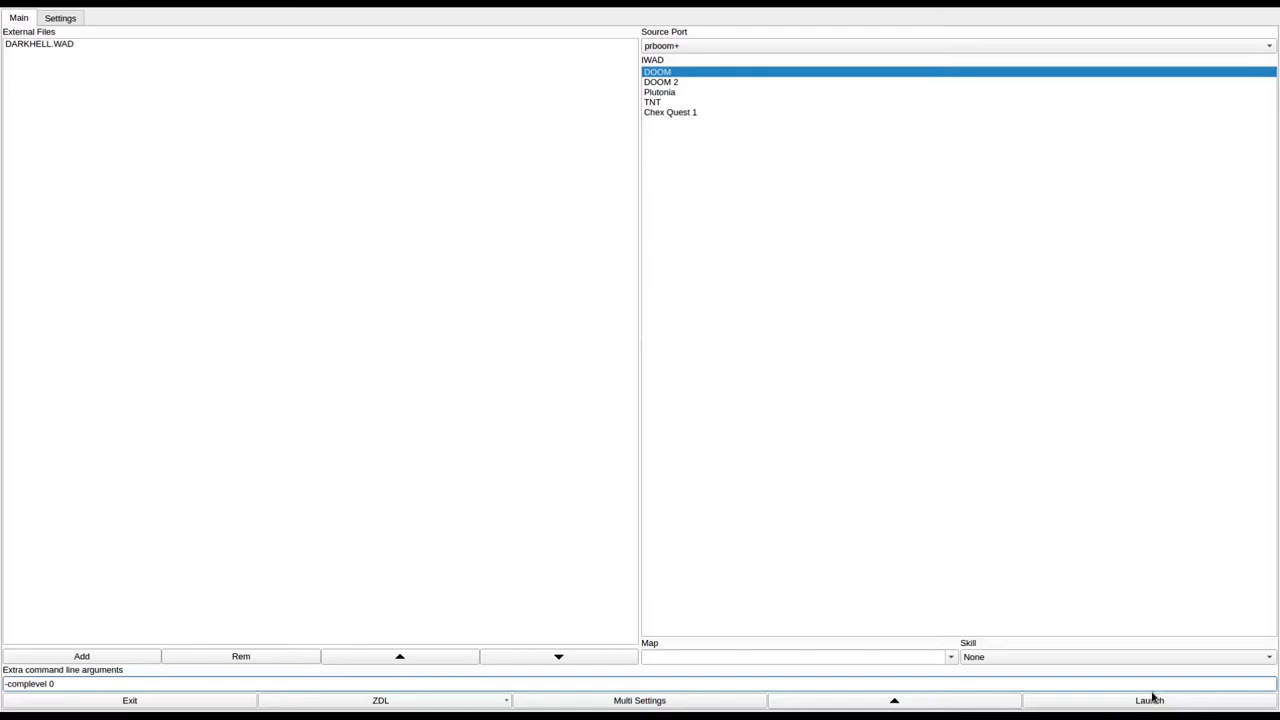 Main
Settings
External Files
DARKHELL.WAD
Source Port
prboom+
IWAD
DOOM
DOOM 2
Plutonia
TNT
Chex Quest 1
Map
Skill
None
Add
Rem
Extra command line arguments
-complevel 0
Exit
ZDL
Multi Settings
Launch